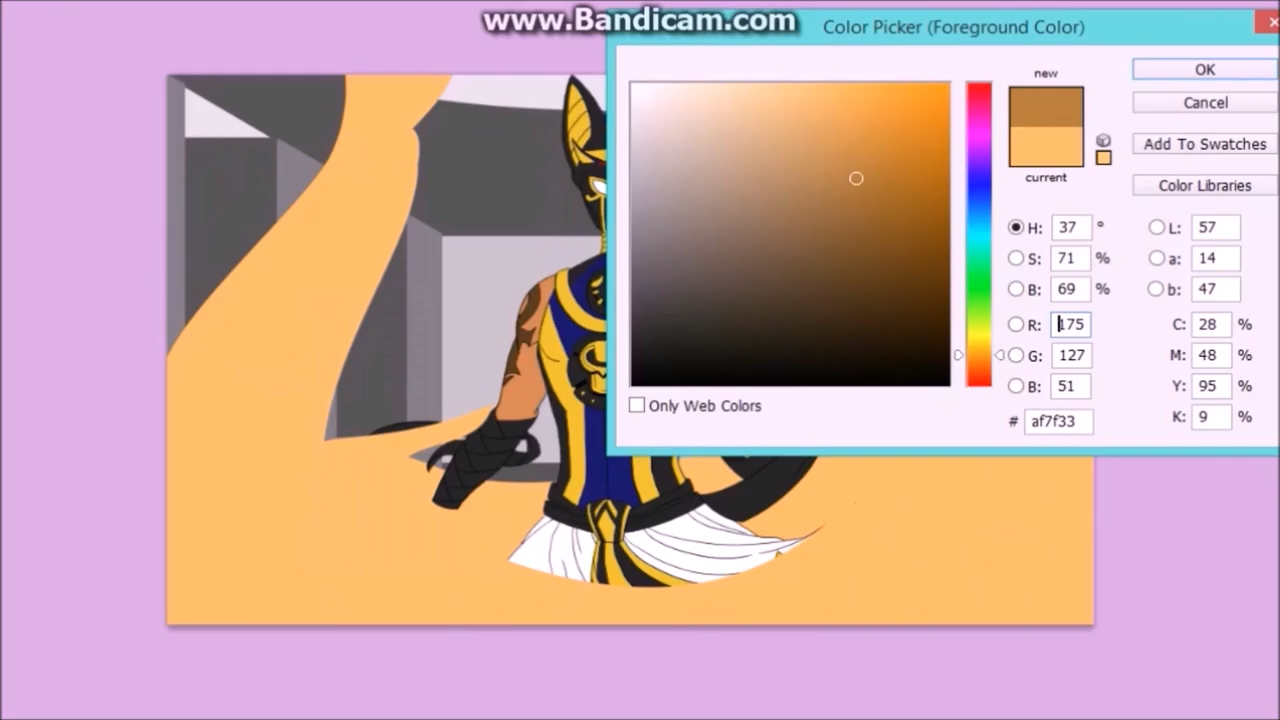 www.Bandicam.com
Color Picker (Foreground Color)
new
current
OK
Cancel
Add To Swatches
Color Libraries
H: 37 °
S: 71 %
B: 69 %
R: 175
G: 127
B: 51
# af7f33
L: 57
a: 14
b: 47
C: 28 %
M: 48 %
Y: 95 %
K: 9 %
Only Web Colors